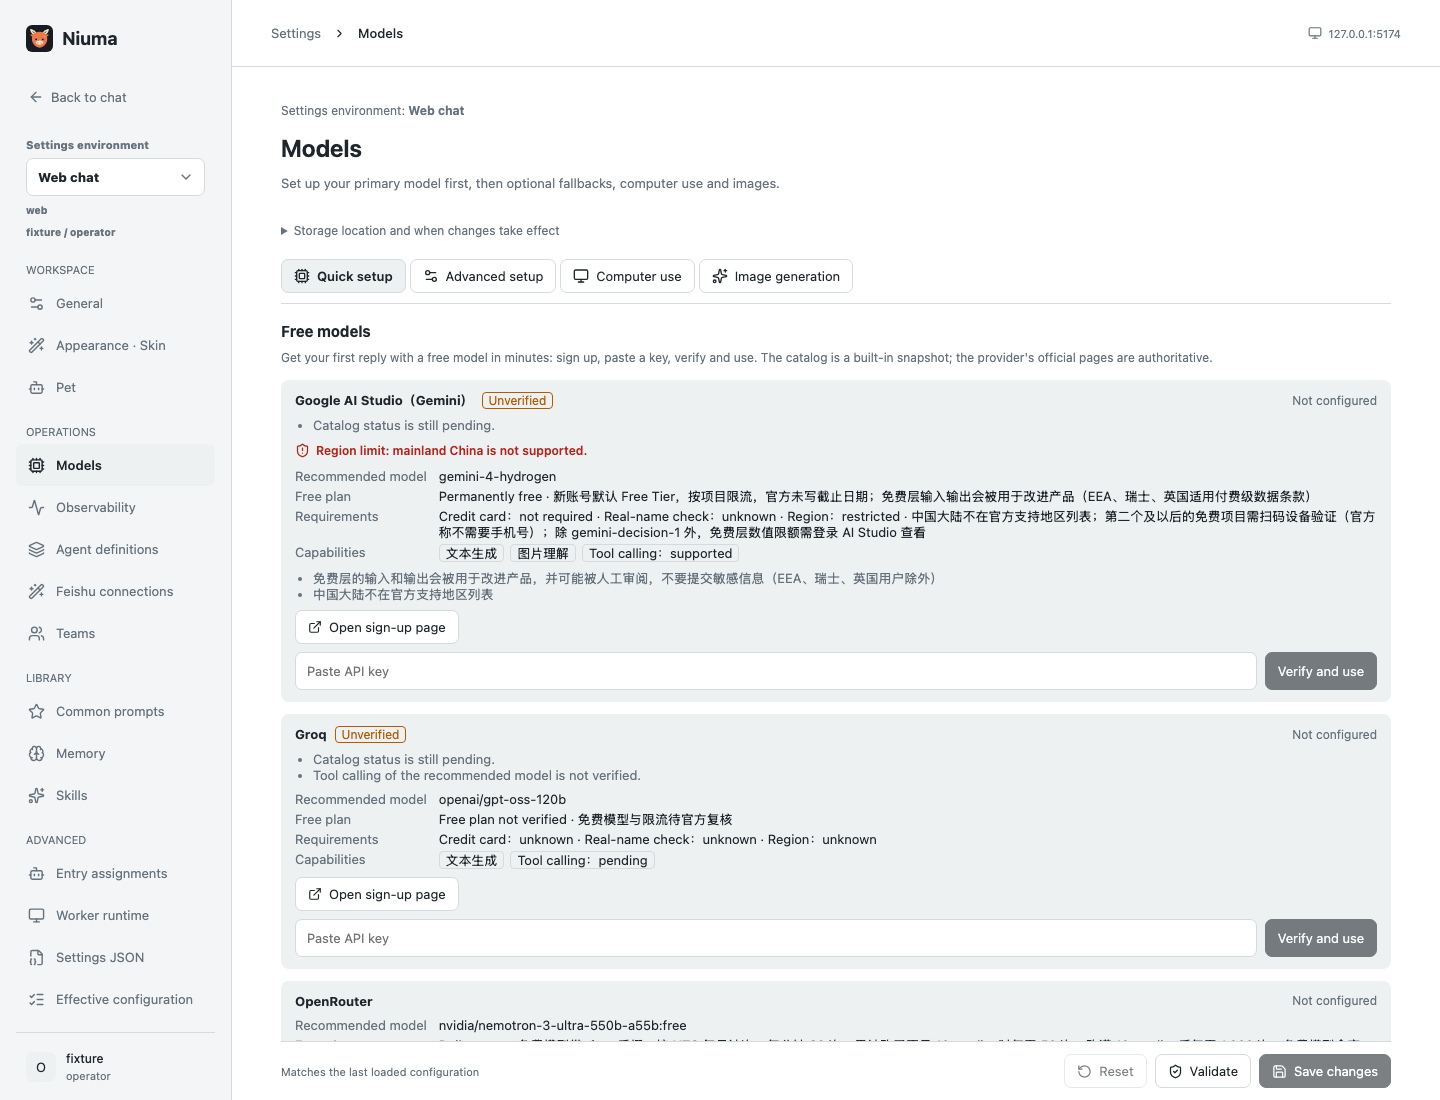 Niuma
Back to chat
Settings environment
Web chat
web
fixture / operator
WORKSPACE
General
Appearance · Skin
Pet
OPERATIONS
Models
Observability
Agent definitions
Feishu connections
Teams
LIBRARY
Common prompts
Memory
Skills
ADVANCED
Entry assignments
Worker runtime
Settings JSON
Effective configuration
O
fixture
operator
Settings > Models
127.0.0.1:5174
Settings environment: Web chat
Models
Set up your primary model first, then optional fallbacks, computer use and images.
Storage location and when changes take effect
Quick setup
Advanced setup
Computer use
Image generation
Free models
Get your first reply with a free model in minutes: sign up, paste a key, verify and use. The catalog is a built-in snapshot; the provider's official pages are authoritative.
Google AI Studio（Gemini） Unverified Not configured
• Catalog status is still pending.
Region limit: mainland China is not supported.
Recommended model gemini-4-hydrogen
Free plan Permanently free · 新账号默认 Free Tier，按项目限流，官方未写截止日期；免费层输入输出会被用于改进产品（EEA、瑞士、英国适用付费级数据条款）
Requirements Credit card：not required · Real-name check：unknown · Region：restricted · 中国大陆不在官方支持地区列表；第二个及以后的免费项目需扫码设备验证（官方
称不需要手机号）；除 gemini-decision-1 外，免费层数值限额需登录 AI Studio 查看
Capabilities 文本生成 图片理解 Tool calling：supported
• 免费层的输入和输出会被用于改进产品，并可能被人工审阅，不要提交敏感信息（EEA、瑞士、英国用户除外）
• 中国大陆不在官方支持地区列表
Open sign-up page
Paste API key
Verify and use
Groq Unverified Not configured
• Catalog status is still pending.
• Tool calling of the recommended model is not verified.
Recommended model openai/gpt-oss-120b
Free plan Free plan not verified · 免费模型与限流待官方复核
Requirements Credit card：unknown · Real-name check：unknown · Region：unknown
Capabilities 文本生成 Tool calling：pending
Open sign-up page
Paste API key
Verify and use
OpenRouter Not configured
Recommended model nvidia/nemotron-3-ultra-550b-a55b:free
Matches the last loaded configuration
Reset
Validate
Save changes